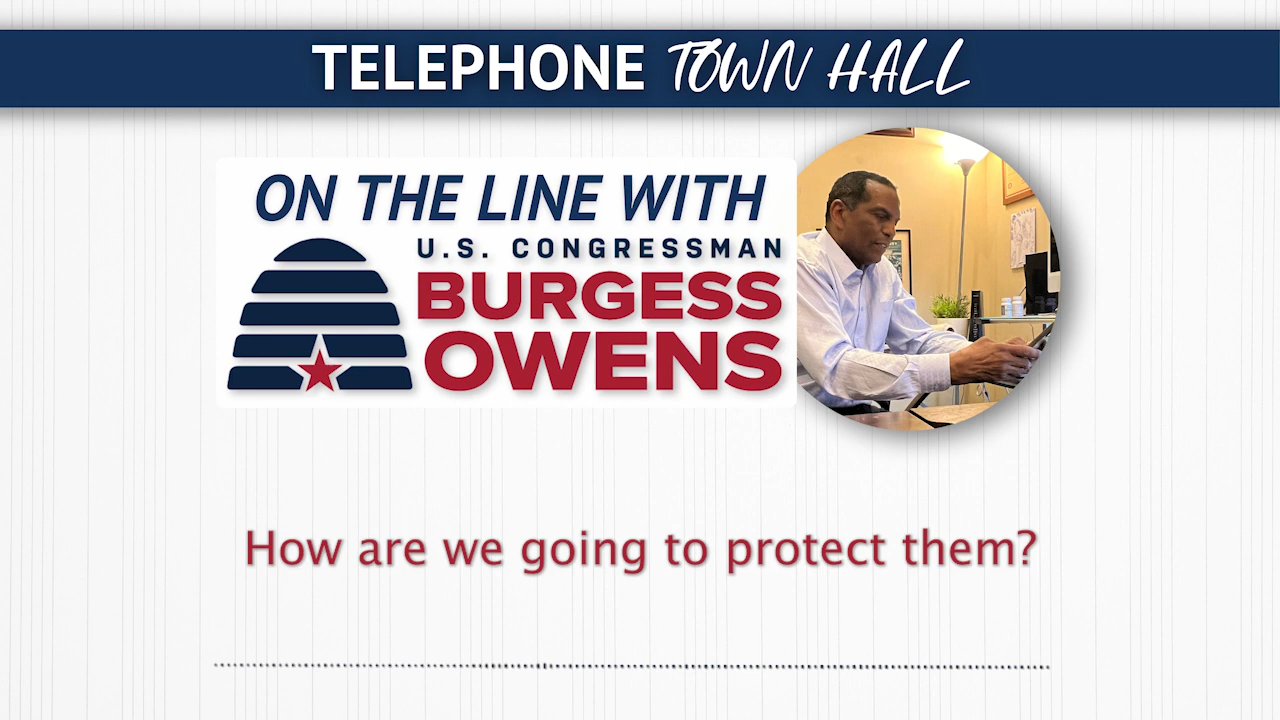 TELEPHONE TOWN HALL
ON THE LINE WITH
U.S. CONGRESSMAN
BURGESS
OWENS
How are we going to protect them?